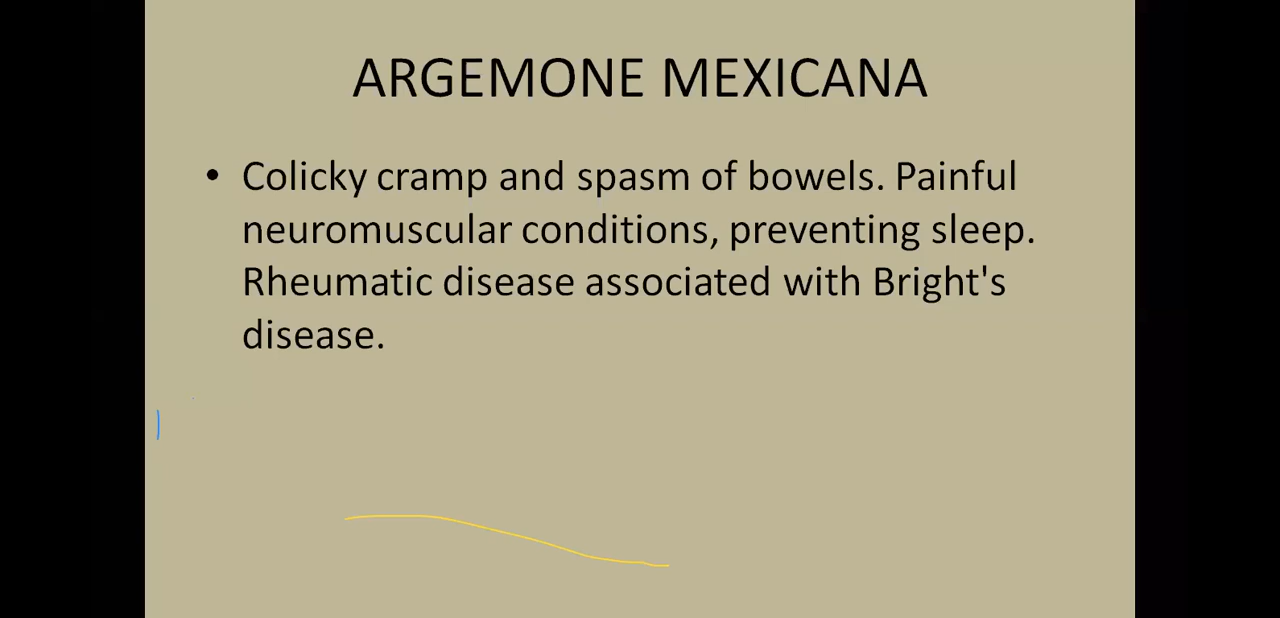 ARGEMONE MEXICANA
• Colicky cramp and spasm of bowels. Painful
neuromuscular conditions, preventing sleep.
Rheumatic disease associated with Bright's
disease.